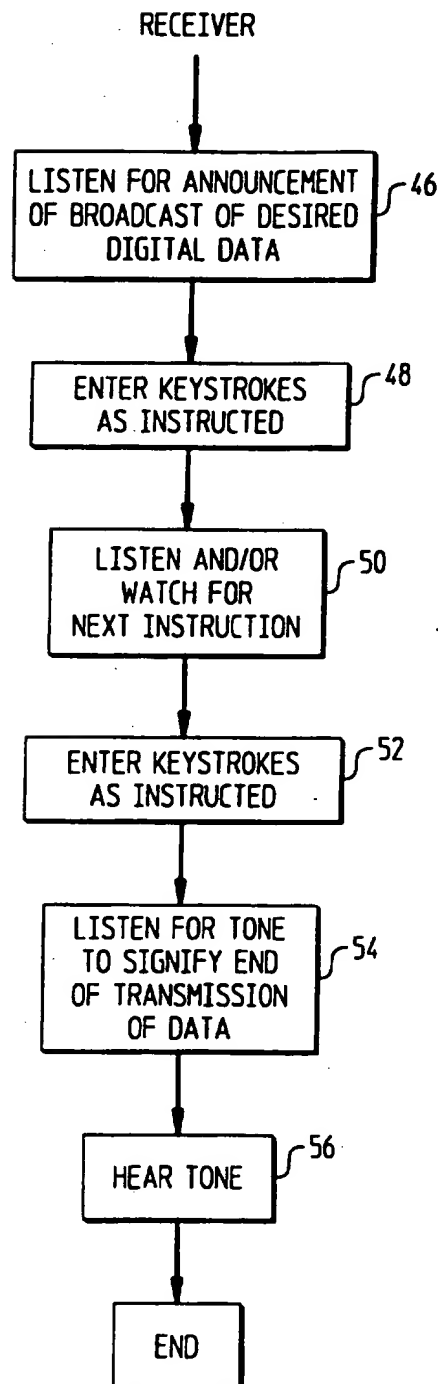 RECEIVER
LISTEN FOR ANNOUNCEMENT
OF BROADCAST OF DESIRED
DIGITAL DATA
46
ENTER KEYSTROKES
AS INSTRUCTED
48
LISTEN AND/OR
WATCH FOR
NEXT INSTRUCTION
50
ENTER KEYSTROKES
AS INSTRUCTED
52
LISTEN FOR TONE
TO SIGNIFY END
OF TRANSMISSION
OF DATA
54
HEAR TONE
56
END